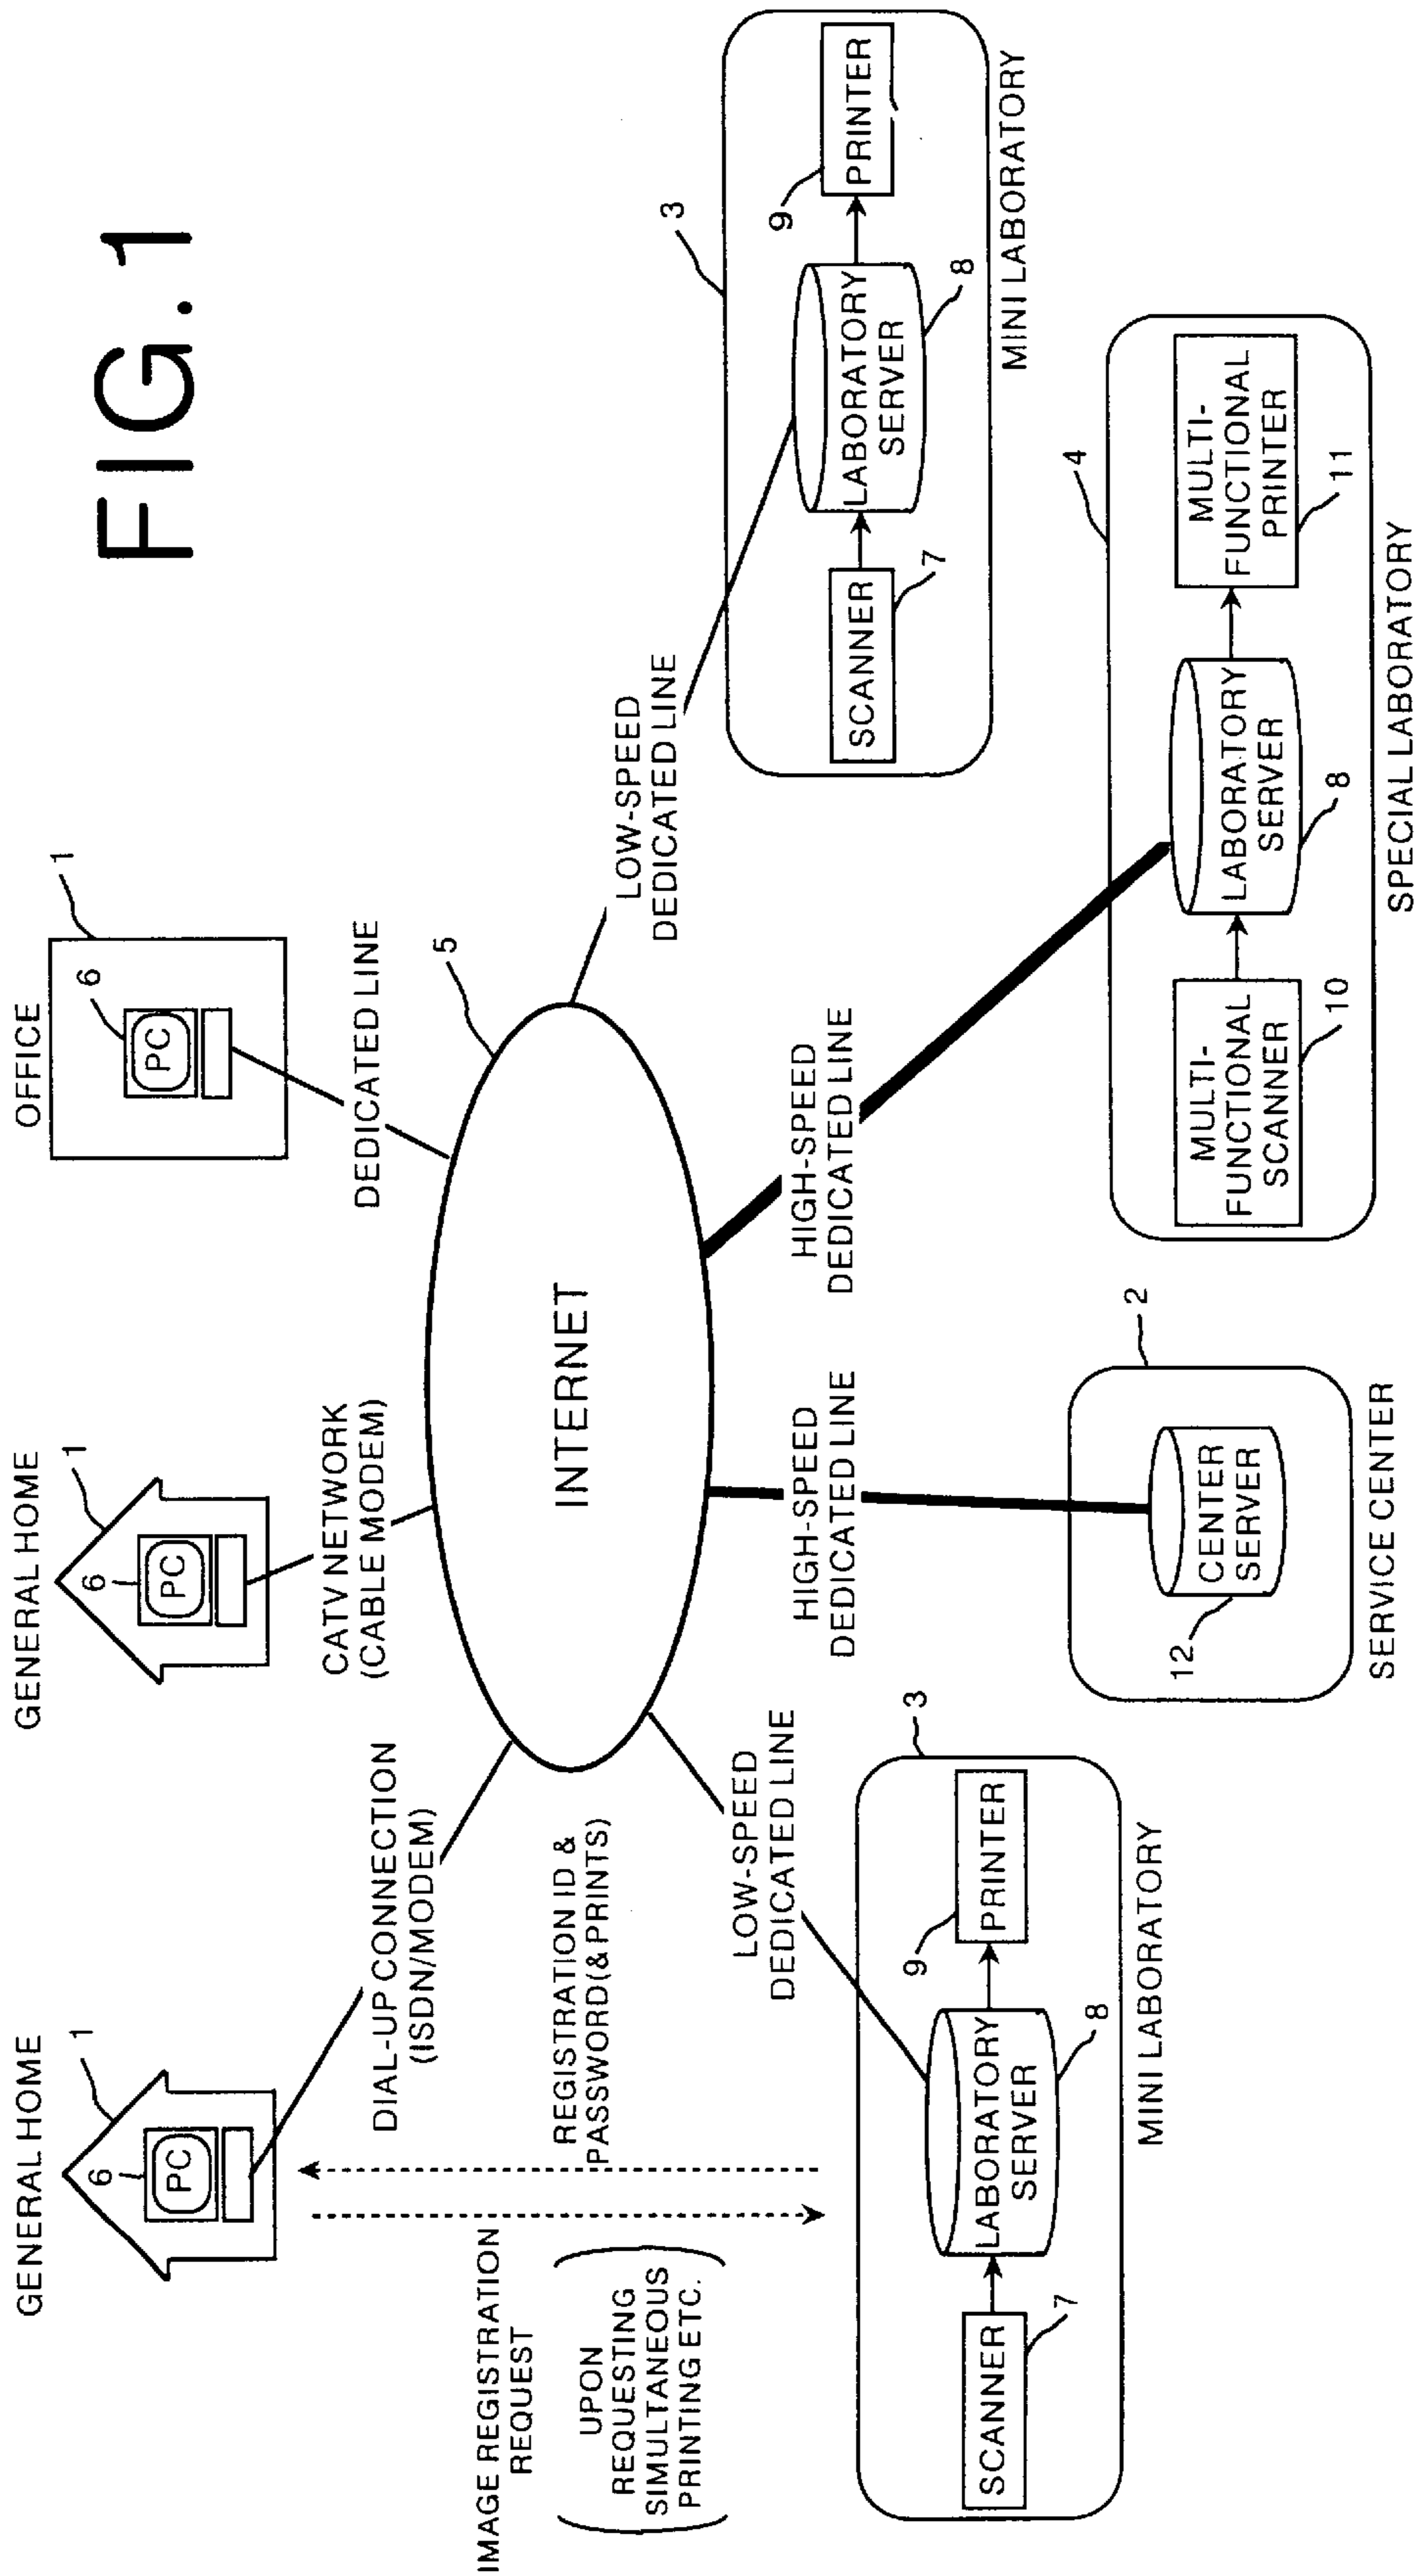 FIG.1
GENERAL HOME
1
6
PC
GENERAL HOME
1
6
PC
OFFICE
1
6
PC
DIAL-UP CONNECTION
(ISDN/MODEM)
CATV NETWORK
(CABLE MODEM)
DEDICATED LINE
5
INTERNET
IMAGE REGISTRATION
REQUEST
UPON
REQUESTING
SIMULTANEOUS
PRINTING ETC.
REGISTRATION ID &
PASSWORD(& PRINTS)
LOW-SPEED
DEDICATED LINE
HIGH-SPEED
DEDICATED LINE
HIGH-SPEED
DEDICATED LINE
LOW-SPEED
DEDICATED LINE
3
SCANNER
7
LABORATORY
SERVER
8
9
PRINTER
MINI LABORATORY
2
12
CENTER
SERVER
SERVICE CENTER
4
MULTI-
FUNCTIONAL
SCANNER
10
LABORATORY
SERVER
8
MULTI-
FUNCTIONAL
PRINTER
11
SPECIAL LABORATORY
3
SCANNER
7
LABORATORY
SERVER
8
9
PRINTER
MINI LABORATORY